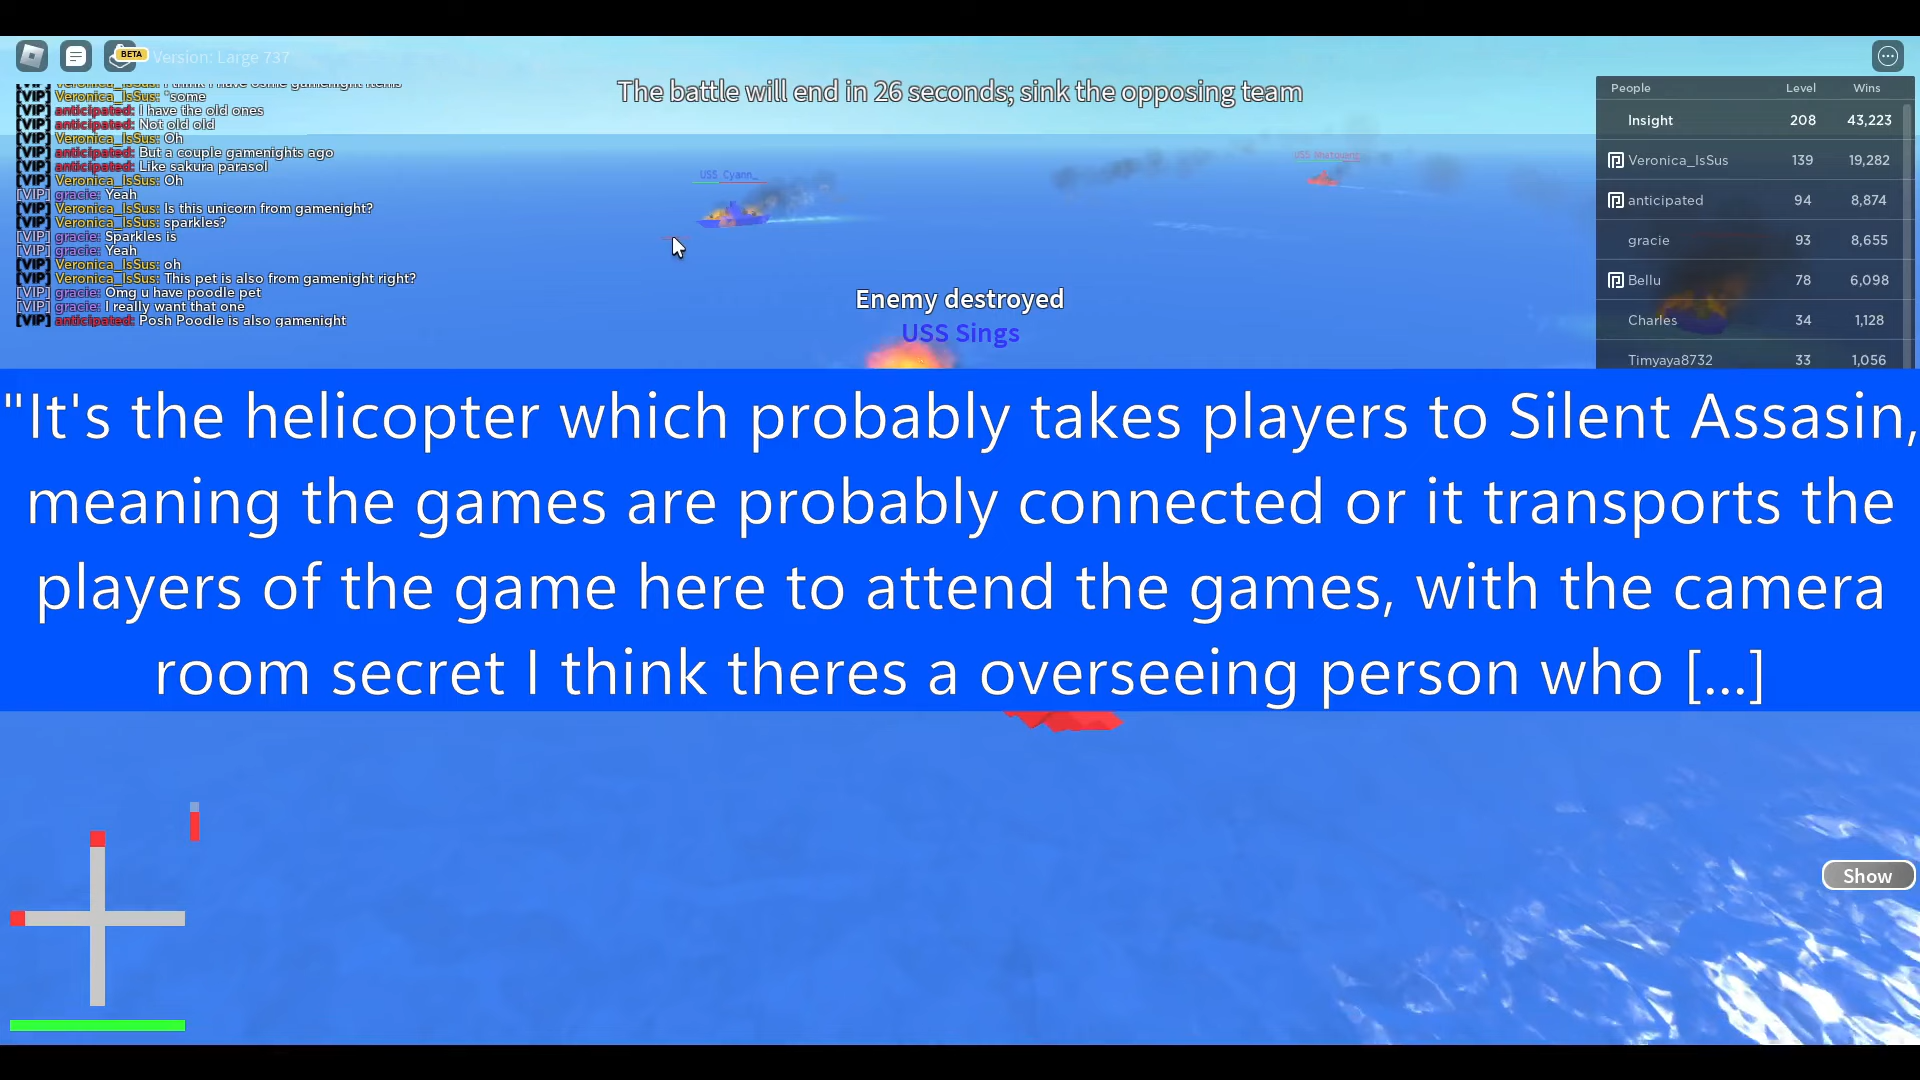 BETA
Version: Large 737
The battle will end in 26 seconds; sink the opposing team
[VIP] Veronica_IsSus: I think I have some gamenight items
[VIP] Veronica_IsSus: *some
[VIP] anticipated: I have the old ones
[VIP] anticipated: Not old old
[VIP] Veronica_IsSus: Oh
[VIP] anticipated: But a couple gamenights ago
[VIP] anticipated: Like sakura parasol
[VIP] Veronica_IsSus: Oh
[VIP] gracie: Yeah
[VIP] Veronica_IsSus: Is this unicorn from gamenight?
[VIP] Veronica_IsSus: sparkles?
[VIP] gracie: Sparkles is
[VIP] gracie: Yeah
[VIP] Veronica_IsSus: oh
[VIP] Veronica_IsSus: This pet is also from gamenight right?
[VIP] gracie: Omg u have poodle pet
[VIP] gracie: I really want that one
[VIP] anticipated: Posh Poodle is also gamenight
USS Cyann_
Enemy destroyed
USS Sings
People Level Wins
Insight 208 43,223
Veronica_IsSus 139 19,282
anticipated 94 8,874
gracie 93 8,655
Bellu 78 6,098
Charles 34 1,128
Timyaya8732 33 1,056
"It's the helicopter which probably takes players to Silent Assasin,
meaning the games are probably connected or it transports the
players of the game here to attend the games, with the camera
room secret I think theres a overseeing person who [...]
Show